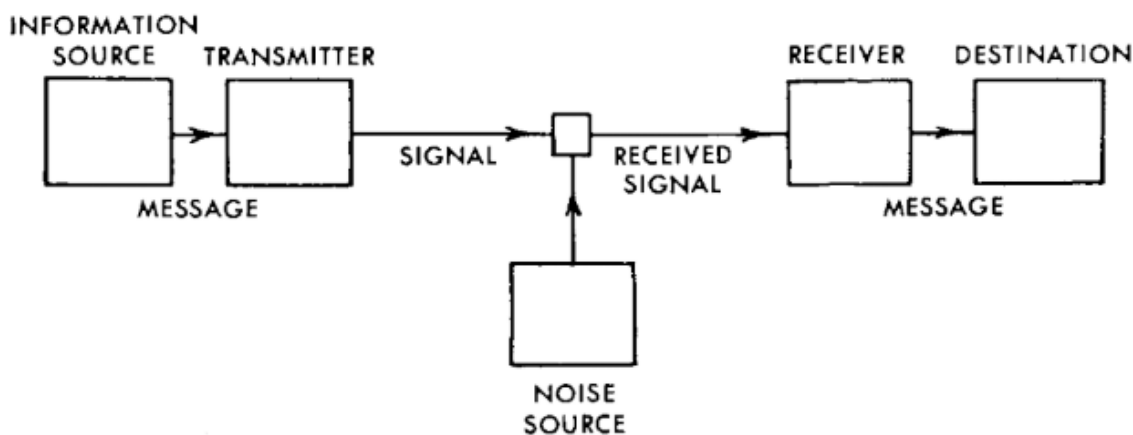 INFORMATION
SOURCE
TRANSMITTER
RECEIVER
DESTINATION
SIGNAL
RECEIVED
SIGNAL
MESSAGE
MESSAGE
NOISE
SOURCE